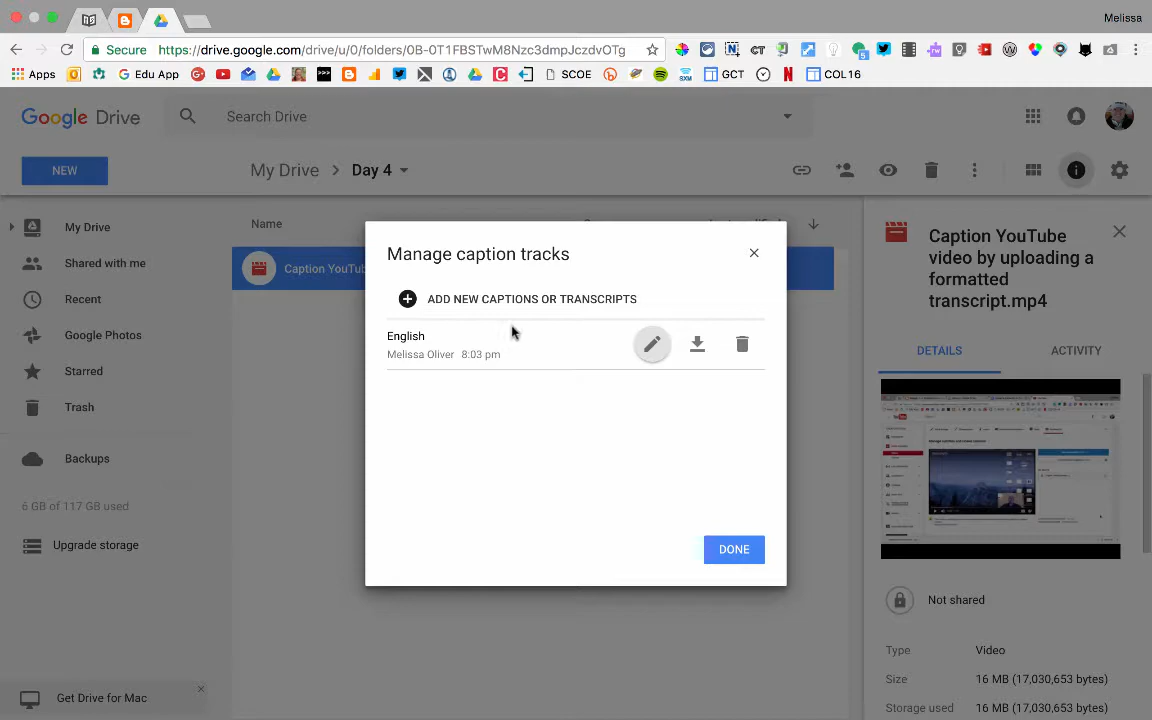 Melissa
Secure https://drive.google.com/drive/u/0/folders/0B-0T1FBSTwM8Nzc3dmpJczdvOTg
Apps Edu App SCOE GCT COL16
Google Drive Search Drive
NEW My Drive Day 4
Name
My Drive
Shared with me
Recent
Google Photos
Starred
Trash
Backups
6 GB of 117 GB used
Upgrade storage
Get Drive for Mac
Caption YouTub
Manage caption tracks
ADD NEW CAPTIONS OR TRANSCRIPTS
English
Melissa Oliver 8:03 pm
DONE
Caption YouTube
video by uploading a
formatted
transcript.mp4
DETAILS ACTIVITY
Not shared
Type Video
Size 16 MB (17,030,653 bytes)
Storage used 16 MB (17,030,653 bytes)